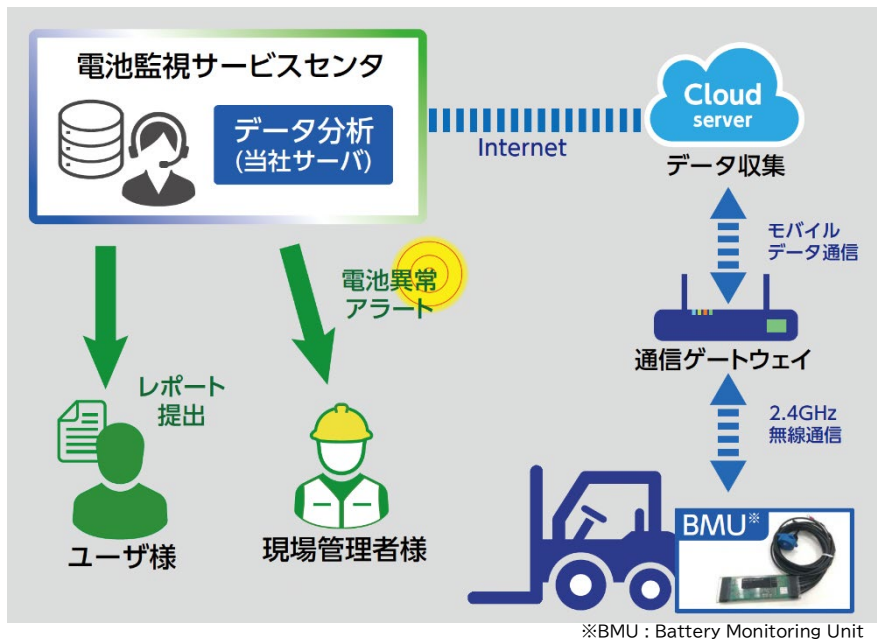 電池監視サービスセンタ
データ分析
(当社サーバ)
Internet
Cloud
server
データ収集
モバイル
データ通信
通信ゲートウェイ
2.4GHz
無線通信
BMU※
電池異常
アラート
レポート
提出
ユーザ様
現場管理者様
※BMU : Battery Monitoring Unit